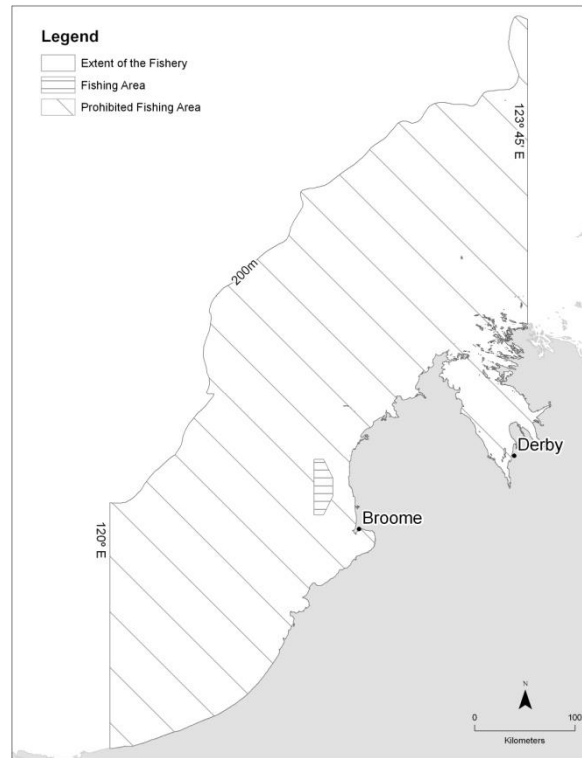 Legend
Extent of the Fishery
Fishing Area
Prohibited Fishing Area
123° 45' E
200m
Derby
Broome
120° E
N
0 100
Kilometers